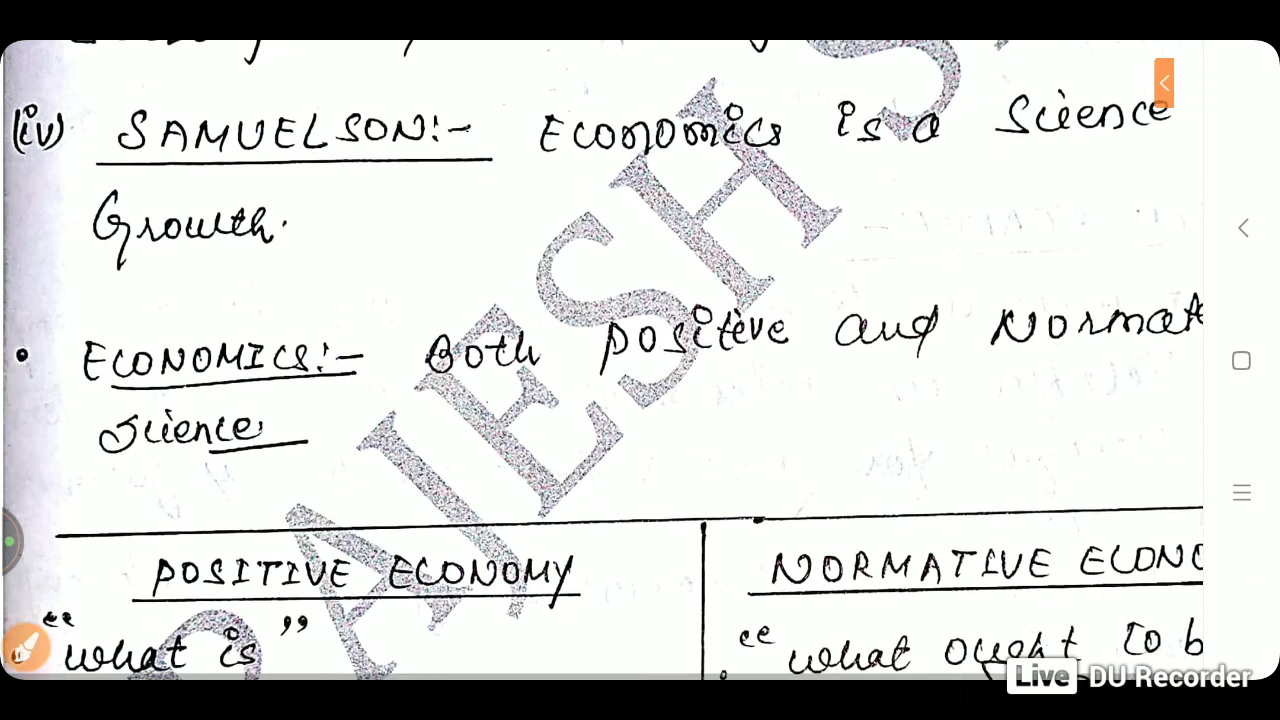 (iv) SAMUELSON:- Economics is a Science
Growth.
• ECONOMICS:- Both positive and Normat
Science
POSITIVE ECONOMY
NORMATIVE ECONO
"what is"
"what ought to b
Live DU Recorder